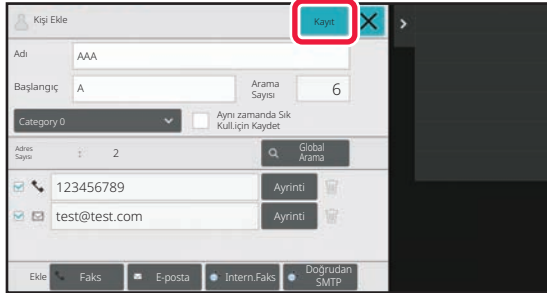 Kişi Ekle
Kayıt
Adı
AAA
Başlangıç
A
Arama
Sayısı
6
Category 0
Aynı zamanda Sık
Kull.için Kaydet
Adres
Sayısı
:
2
Global
Arama
123456789
Ayrinti
test@test.com
Ayrinti
Ekle
Faks
E-posta
Intern.Faks
Doğrudan
SMTP